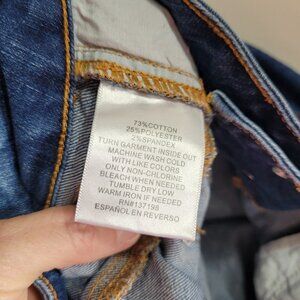 73%COTTON
25%POLYESTER
2%SPANDEX
TURN GARMENT INSIDE OUT
MACHINE WASH COLD
WITH LIKE COLORS
ONLY NON-CHLORINE
BLEACH WHEN NEEDED
TUMBLE DRY LOW
WARM IRON IF NEEDED
RN#137198
ESPAÑOL EN REVERSO